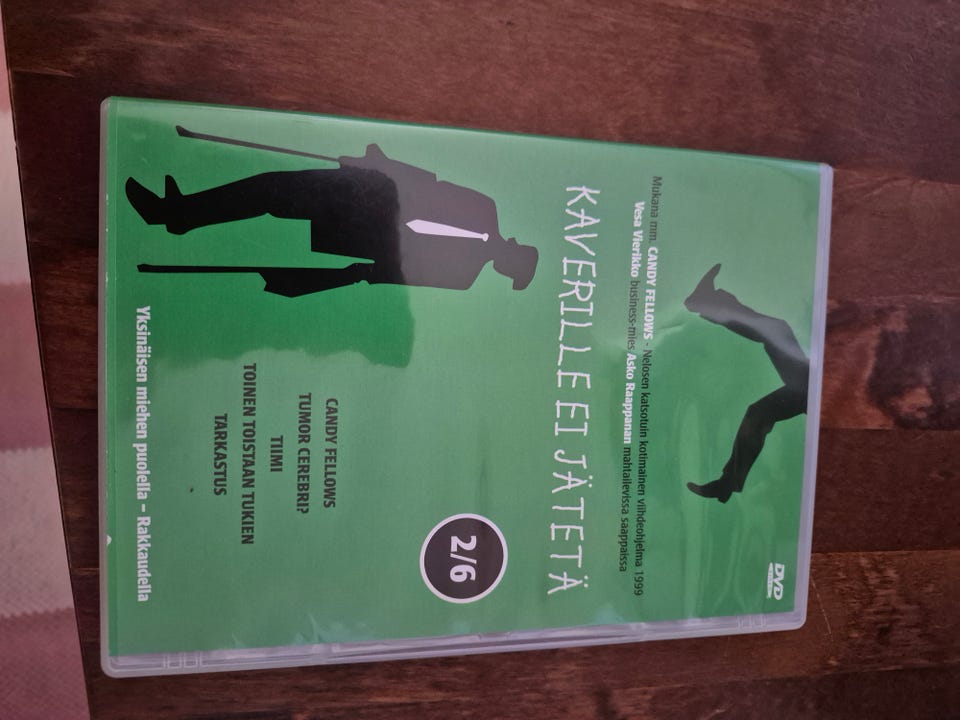 DVD
VIDEO
Mukana mm. CANDY FELLOWS - Nelosen katsotuin kotimainen viihdeohjelma 1999
Vesa Vierikko business-mies Asko Raappanan mahtailevissa saappaissa
KAVERILLE EI JÄTETÄ
2/6
CANDY FELLOWS
TUMOR CEREBRI?
TIIMI
TOINEN TOISTAAN TUKIEN
TARKASTUS
Yksinäisen miehen puolella – Rakkaudella